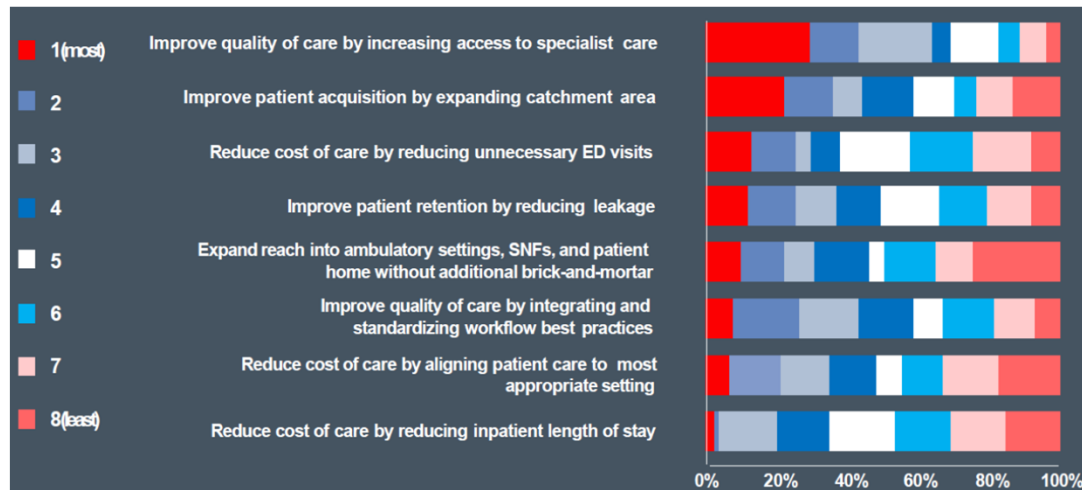 1(most)
Improve quality of care by increasing access to specialist care
2
Improve patient acquisition by expanding catchment area
3
Reduce cost of care by reducing unnecessary ED visits
4
Improve patient retention by reducing leakage
5
Expand reach into ambulatory settings, SNFs, and patient
home without additional brick-and-mortar
6
Improve quality of care by integrating and
standardizing workflow best practices
7
Reduce cost of care by aligning patient care to most
appropriate setting
8(least)
Reduce cost of care by reducing inpatient length of stay
0% 20% 40% 60% 80% 100%